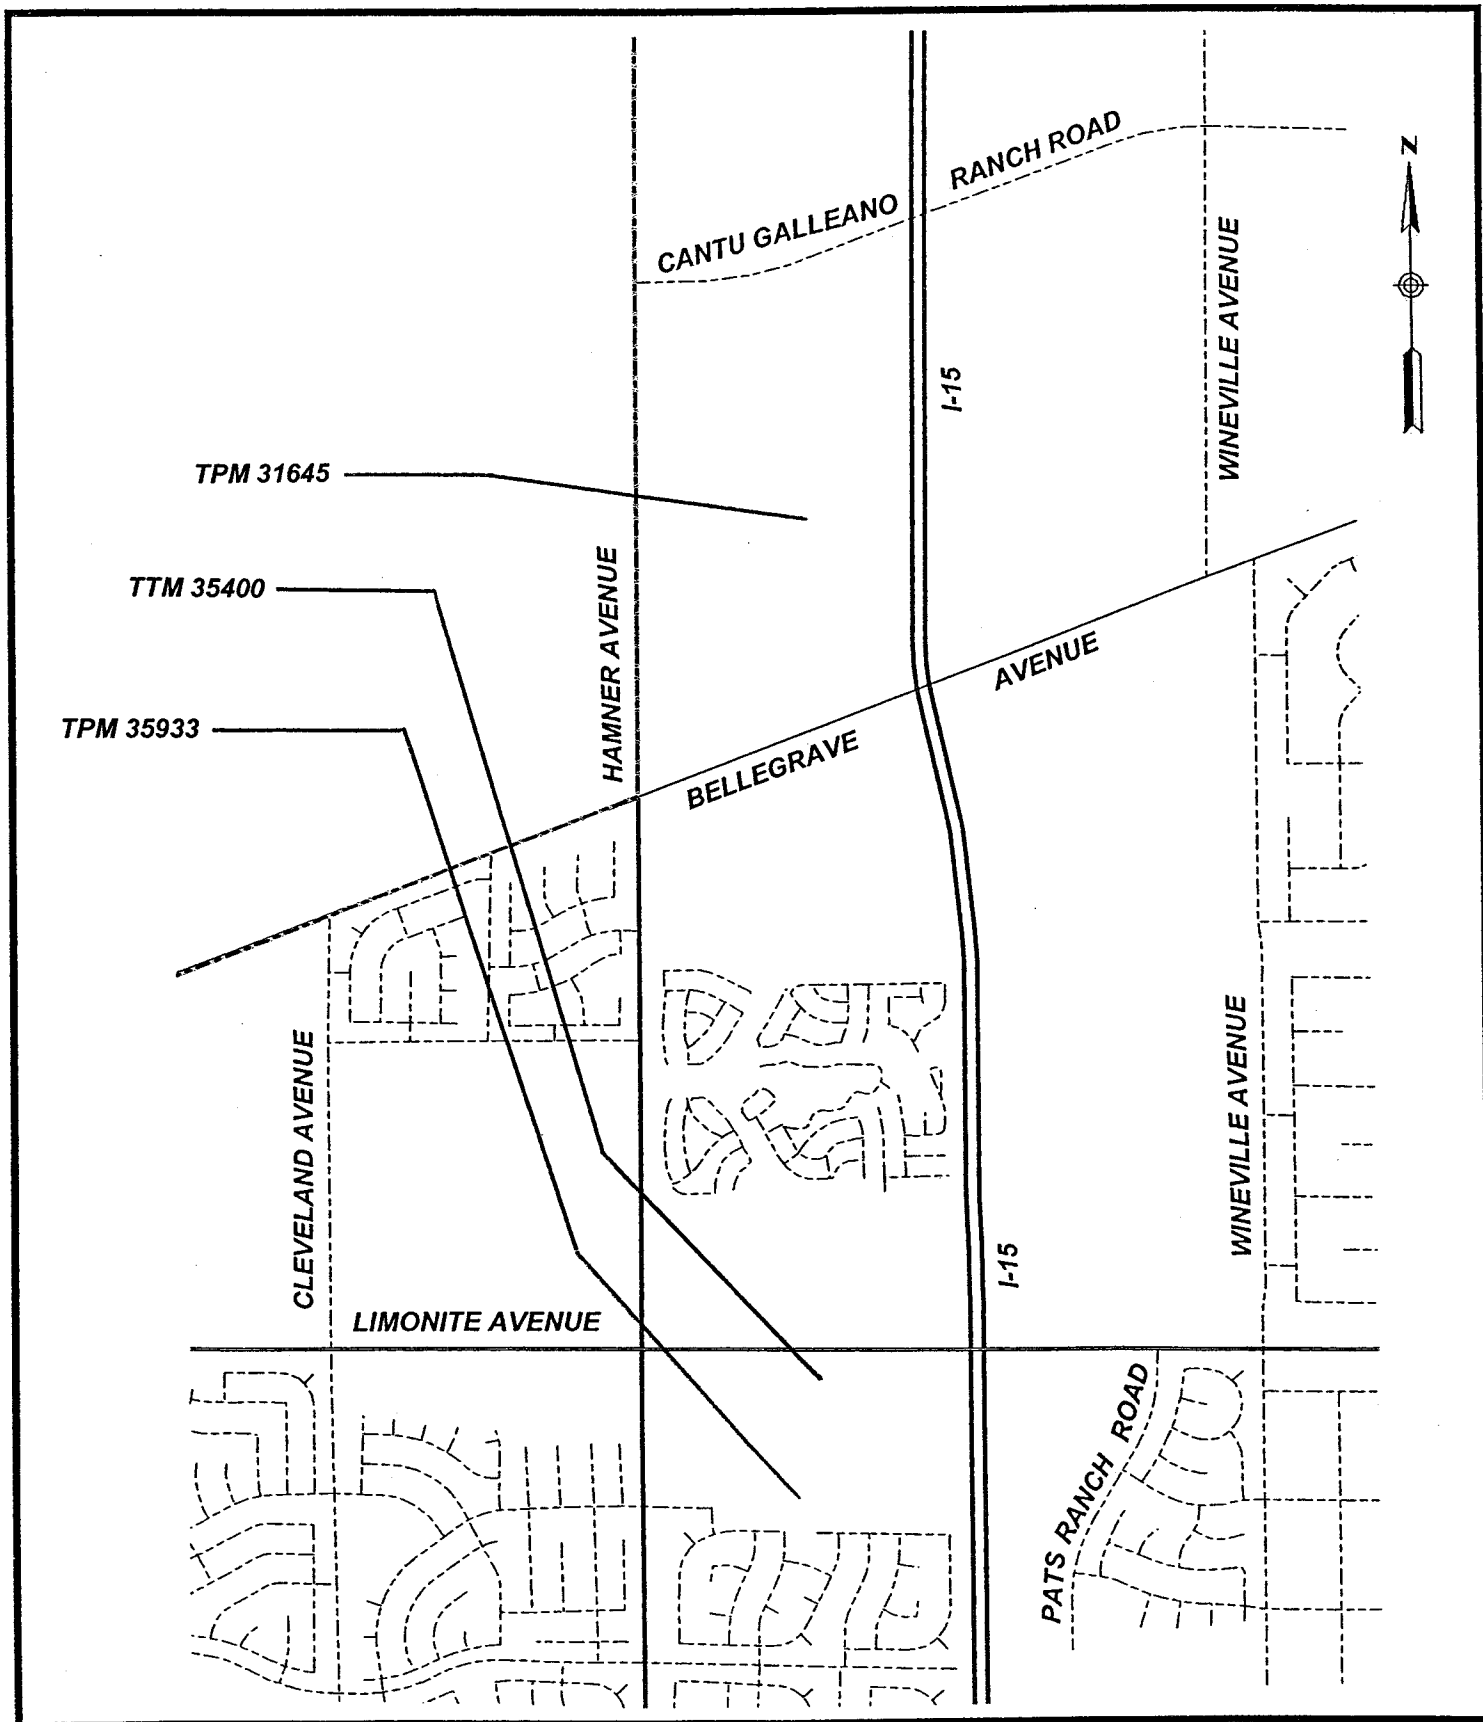 CANTU GALLEANO
RANCH ROAD
N
WINEVILLE AVENUE
I-15
TPM 31645
TTM 35400
HAMNER AVENUE
TPM 35933
BELLEGRAVE
AVENUE
CLEVELAND AVENUE
WINEVILLE AVENUE
I-15
LIMONITE AVENUE
PATS RANCH ROAD